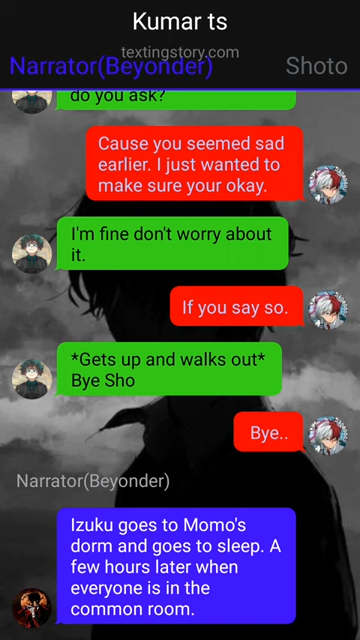 Kumar ts
textingstory.com
Narrator(Beyonder)
Shoto
do you ask?
Cause you seemed sad
earlier. I just wanted to
make sure your okay.
I'm fine don't worry about
it.
If you say so.
*Gets up and walks out*
Bye Sho
Bye..
Narrator(Beyonder)
Izuku goes to Momo's
dorm and goes to sleep. A
few hours later when
everyone is in the
common room.